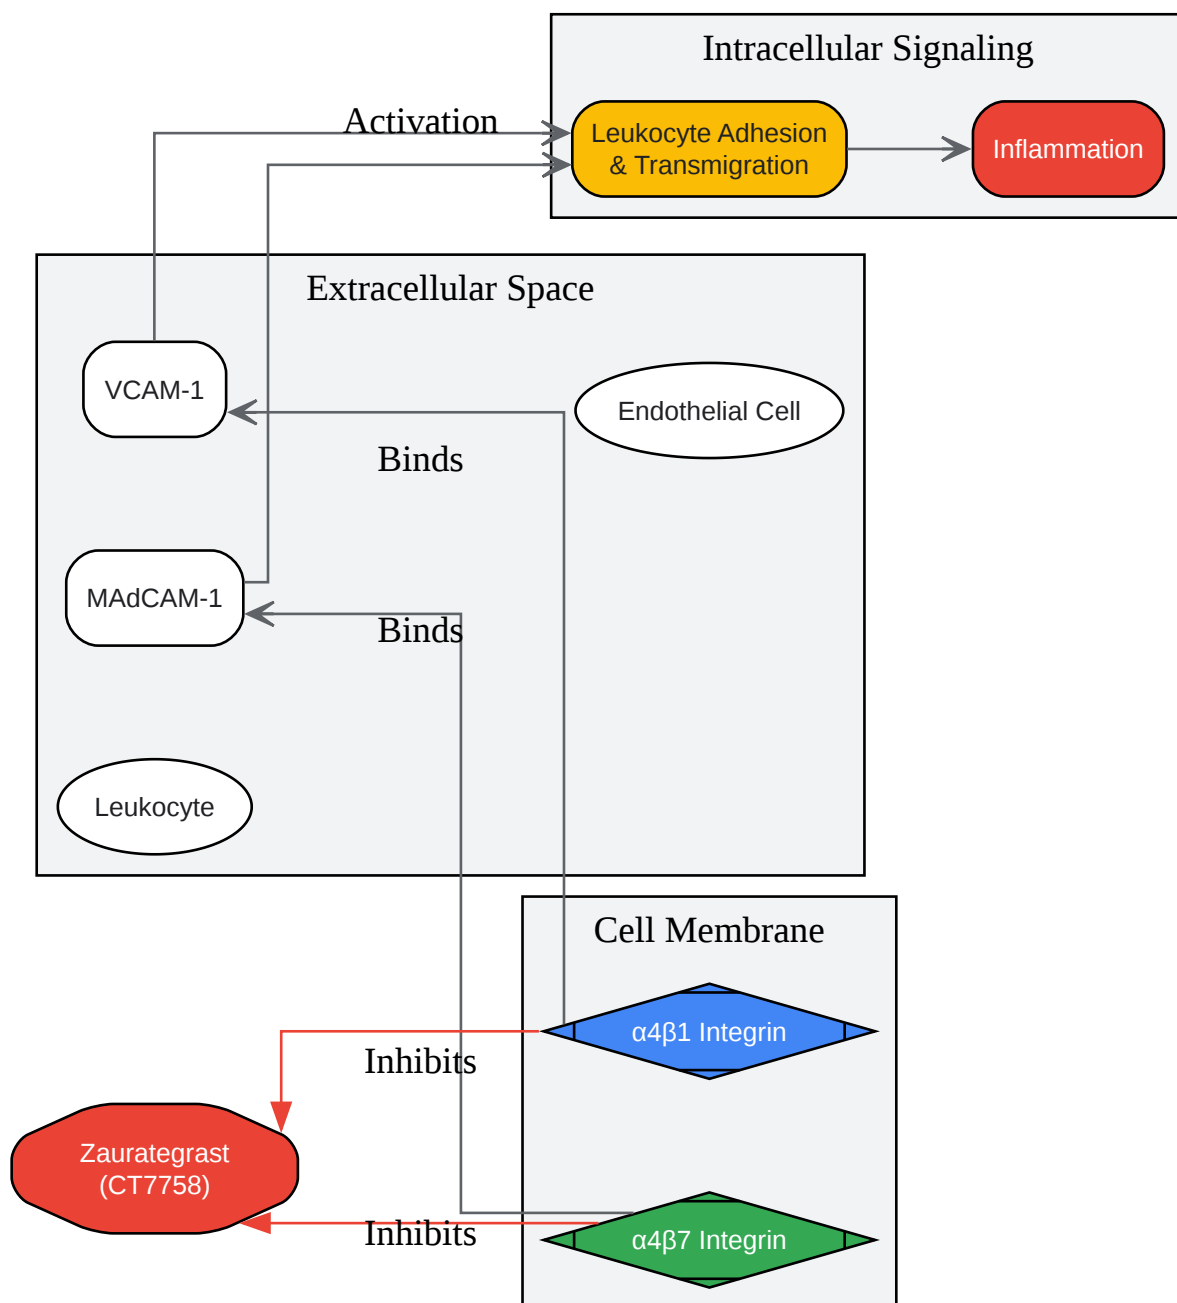 Intracellular Signaling
Activation
Leukocyte Adhesion
& Transmigration
Inflammation
Extracellular Space
VCAM-1
Endothelial Cell
Binds
MAdCAM-1
Binds
Leukocyte
Cell Membrane
α4β1 Integrin
Inhibits
Zaurategrast
(CT7758)
Inhibits
α4β7 Integrin